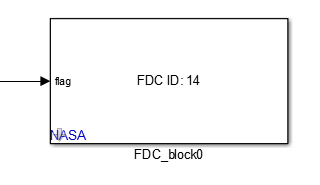 flag
FDC ID: 14
NASA
FDC_block0